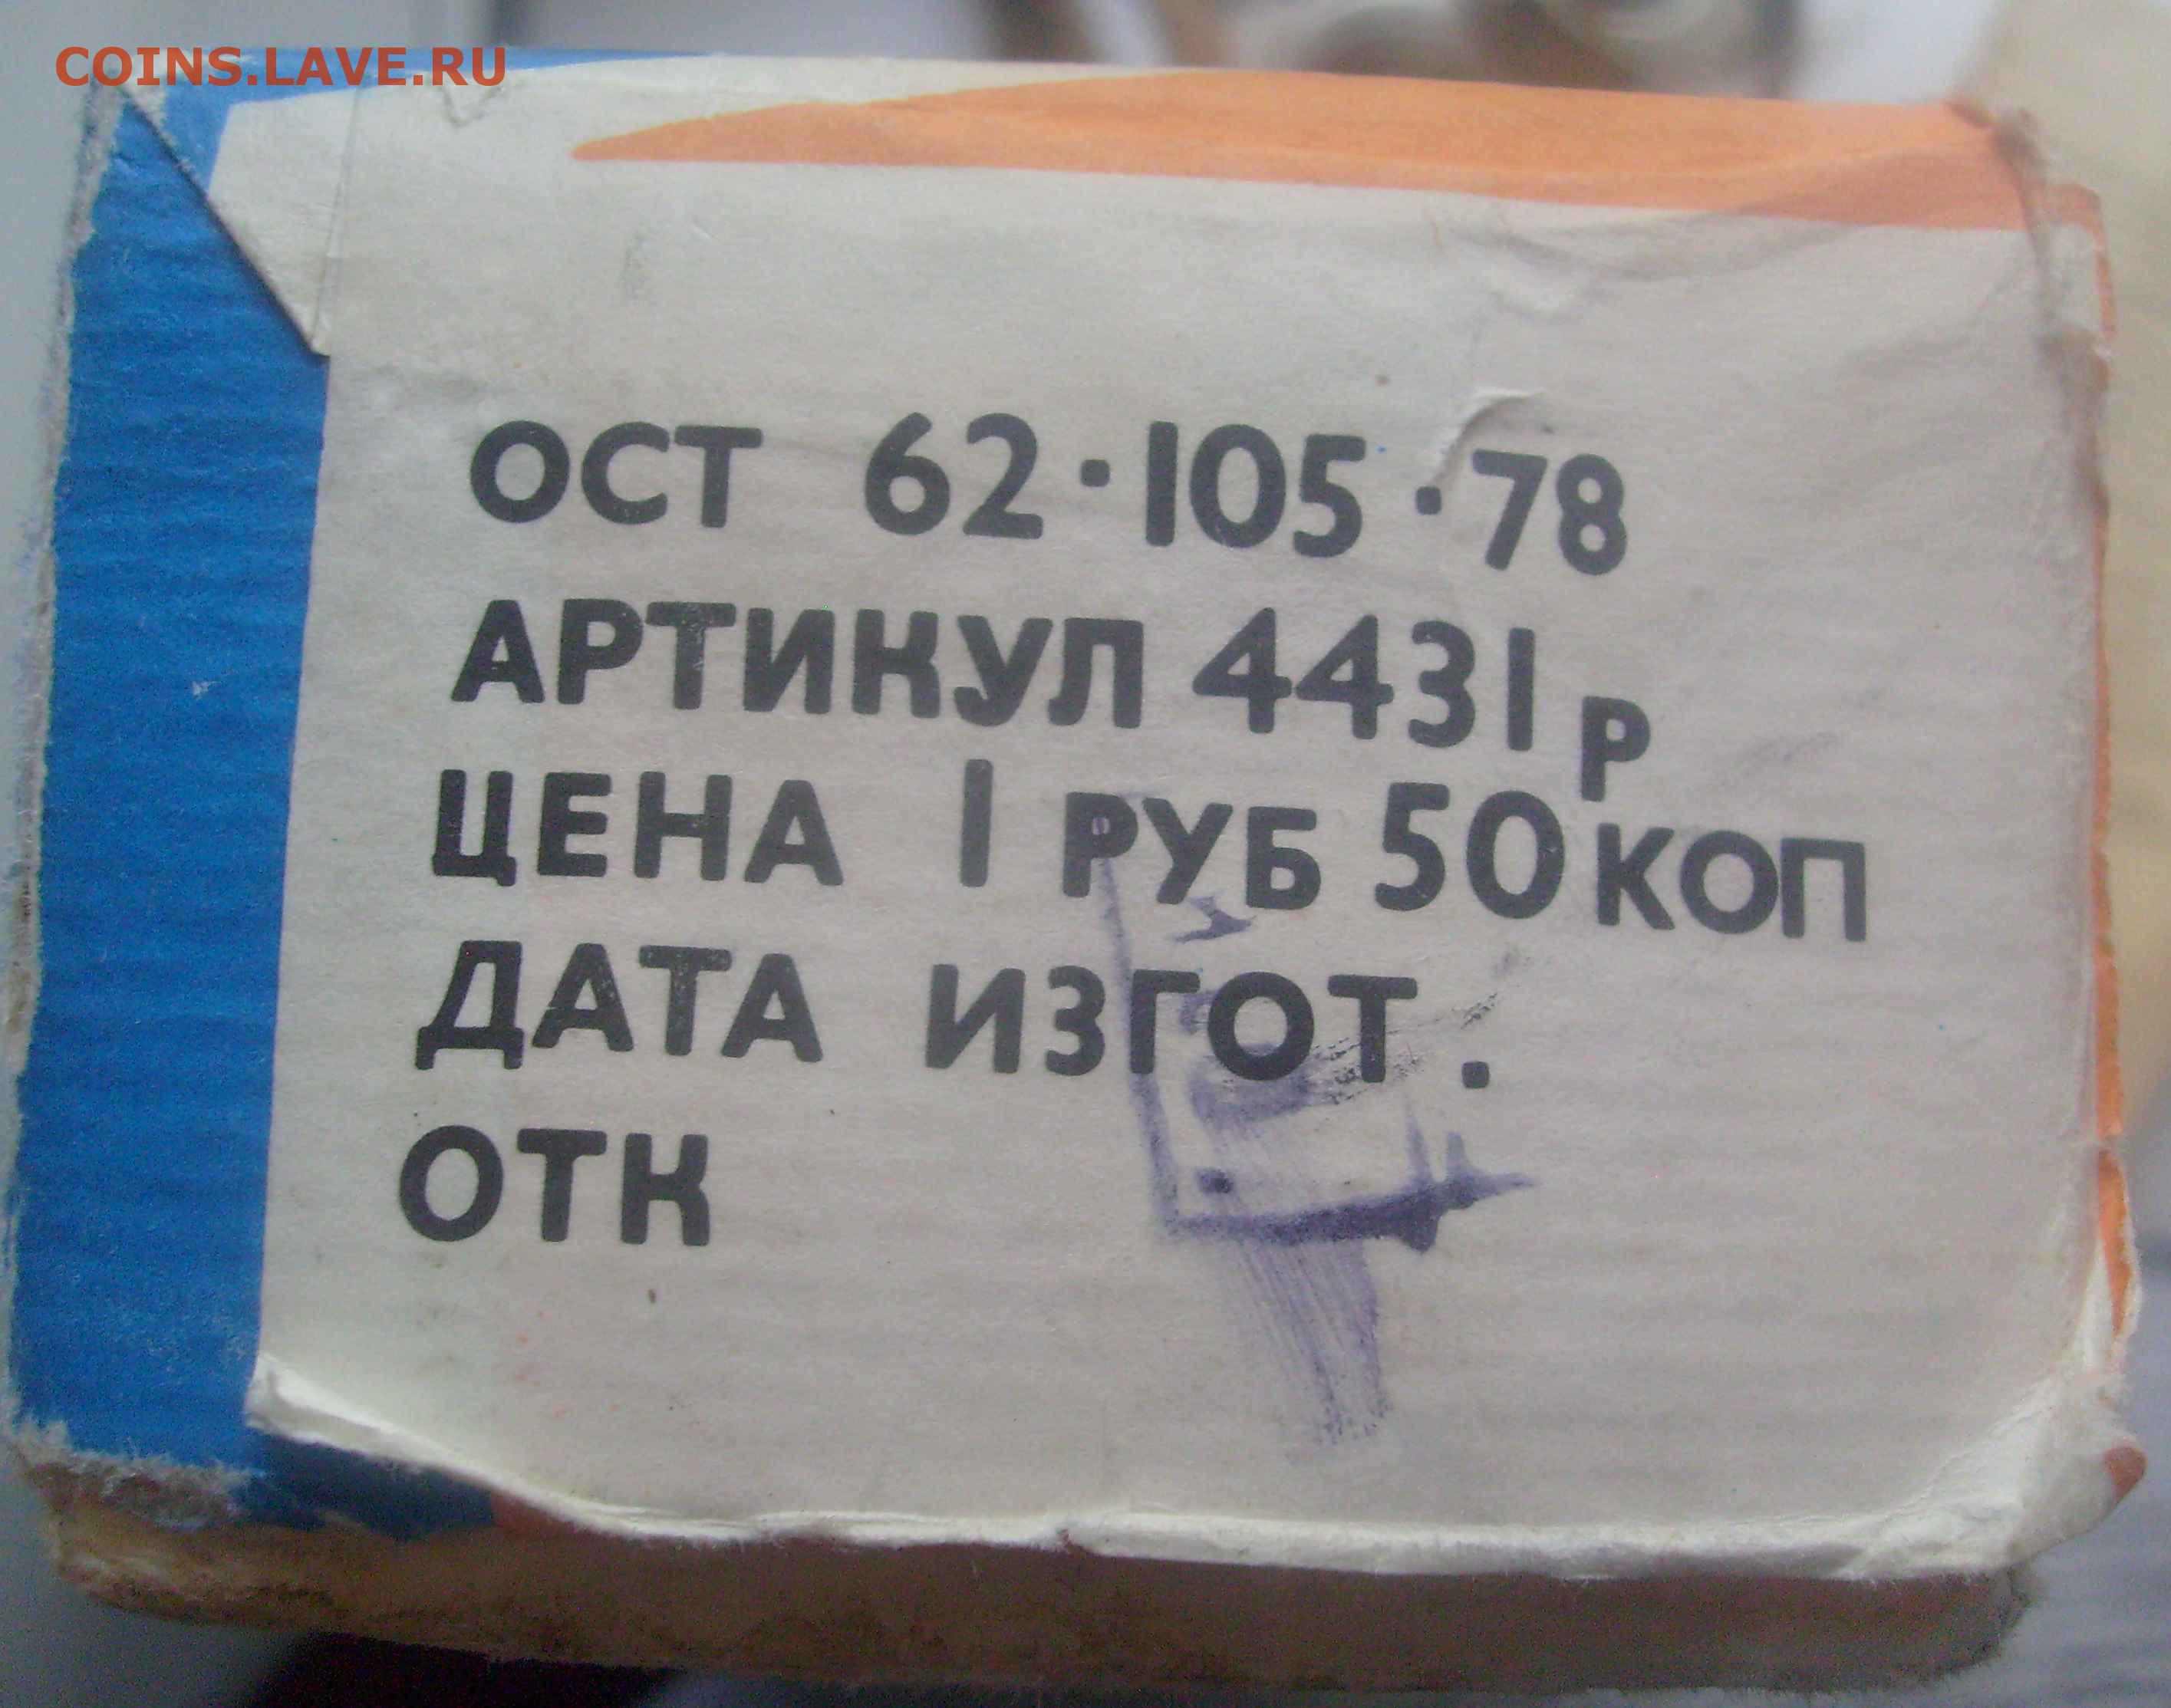 COINS.LAVE.RU
ОСТ 62·105·78
АРТИКУЛ 4431р
ЦЕНА 1 РУБ 50 КОП
ДАТА ИЗГОТ.
ОТК